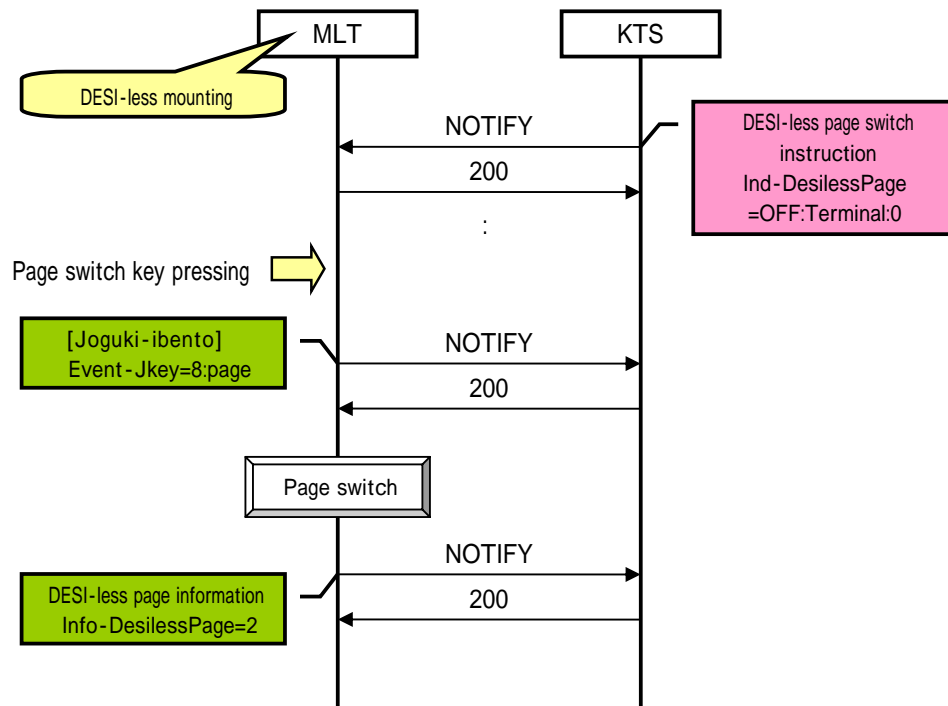 MLT
KTS
DESI-less mounting
NOTIFY
DESI-less page switch
instruction
Ind-DesilessPage
=OFF:Terminal:0
200
:
Page switch key pressing
[Joguki-ibento]
Event-Jkey=8:page
NOTIFY
200
Page switch
NOTIFY
DESI-less page information
Info-DesilessPage=2
200